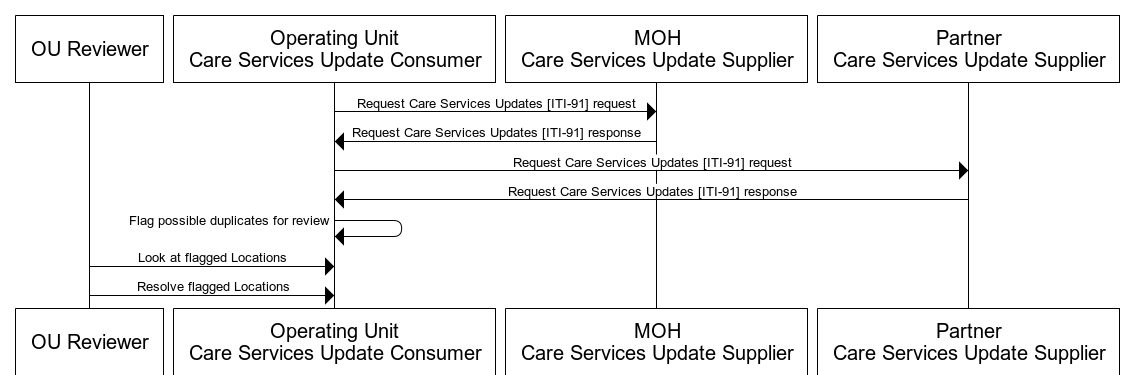 OU Reviewer
Operating Unit
Care Services Update Consumer
MOH
Care Services Update Supplier
Partner
Care Services Update Supplier
Request Care Services Updates [ITI-91] request
Request Care Services Updates [ITI-91] response
Request Care Services Updates [ITI-91] request
Request Care Services Updates [ITI-91] response
Flag possible duplicates for review
Look at flagged Locations
Resolve flagged Locations
OU Reviewer
Operating Unit
Care Services Update Consumer
MOH
Care Services Update Supplier
Partner
Care Services Update Supplier